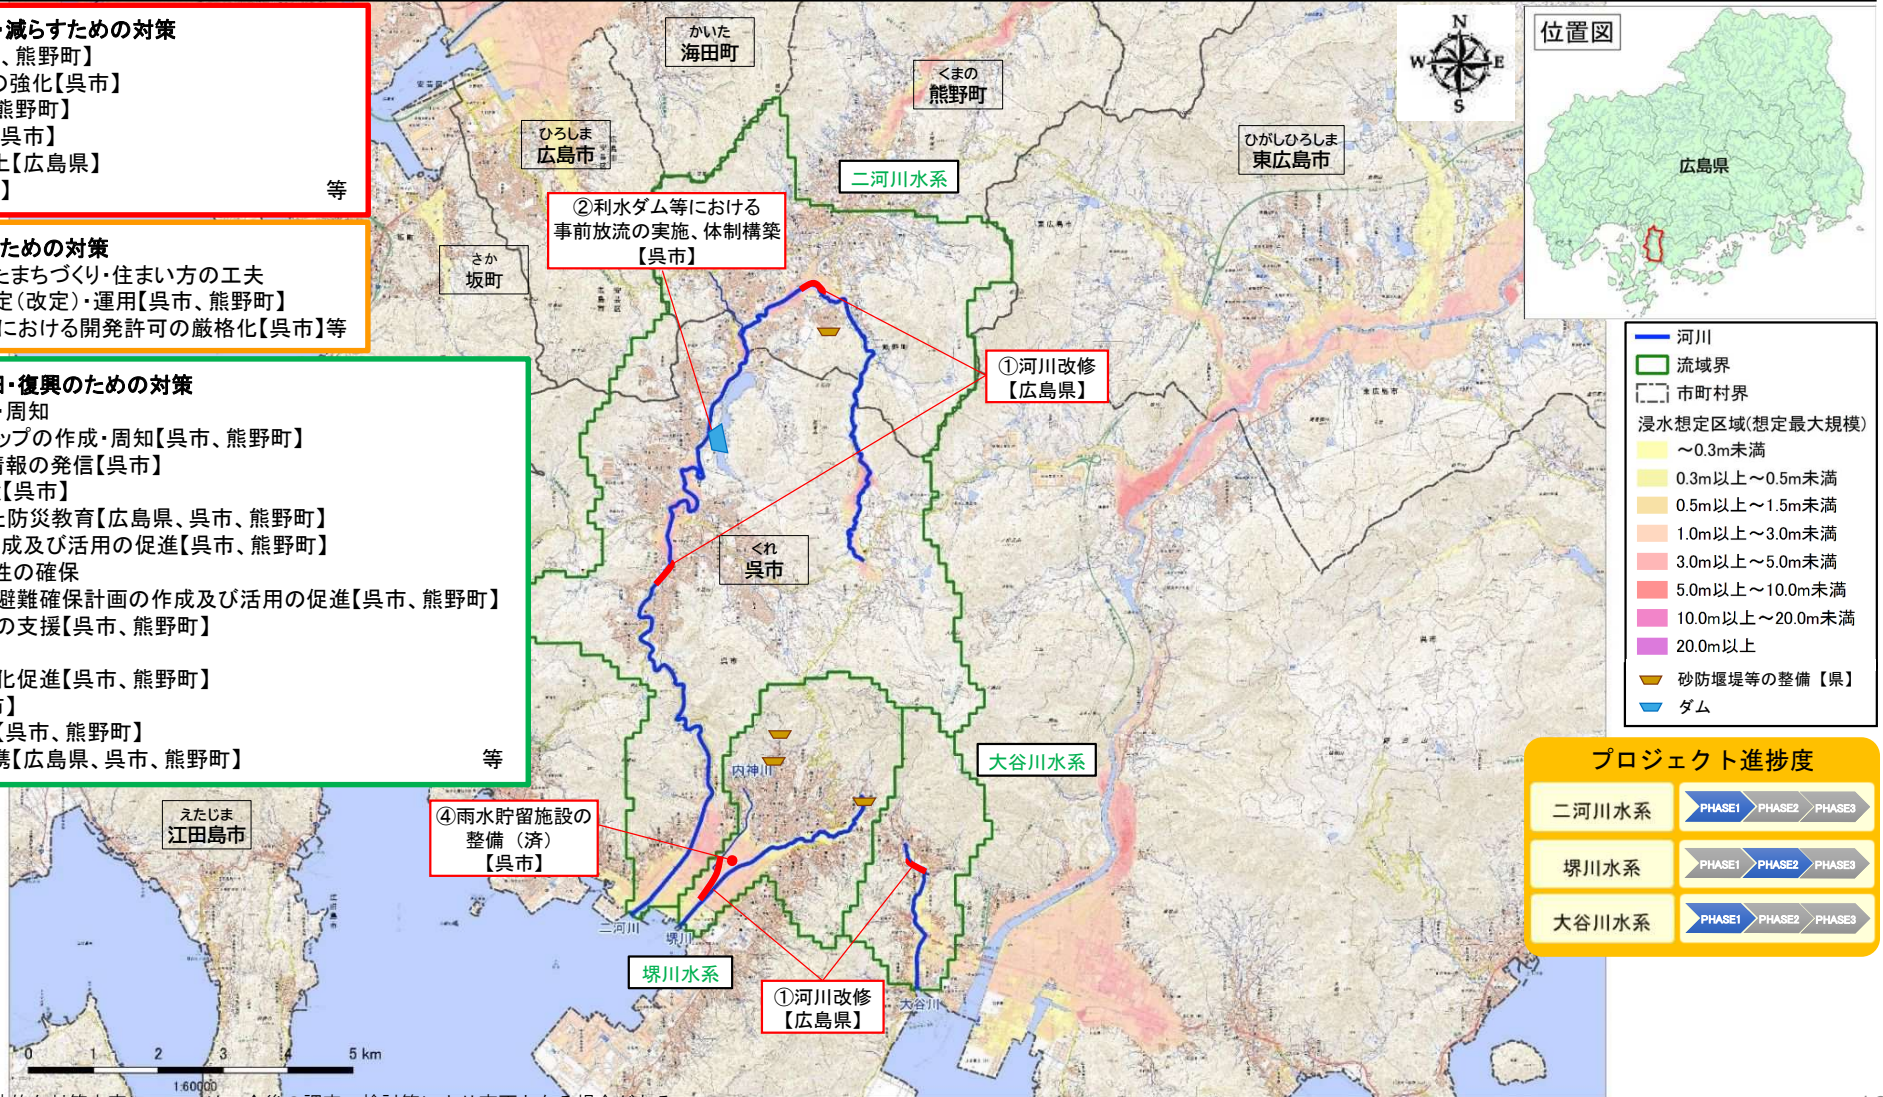 ・減らすための対策
、熊野町】
の強化【呉市】
熊野町】
呉市】
上【広島県】
】
等
ための対策
たまちづくり・住まい方の工夫
定(改定)・運用【呉市、熊野町】
における開発許可の厳格化【呉市】等
旧・復興のための対策
・周知
ップの作成・周知【呉市、熊野町】
情報の発信【呉市】
【呉市】
た防災教育【広島県、呉市、熊野町】
成及び活用の促進【呉市、熊野町】
性の確保
避難確保計画の作成及び活用の促進【呉市、熊野町】
の支援【呉市、熊野町】
化促進【呉市、熊野町】
市】
【呉市、熊野町】
携【広島県、呉市、熊野町】
等
かいた
海田町
くまの
熊野町
ひろしま
広島市
ひがしひろしま
東広島市
さか
坂町
くれ
呉市
えたじま
江田島市
二河川水系
②利水ダム等における
事前放流の実施、体制構築
【呉市】
①河川改修
【広島県】
大谷川水系
内神川
④雨水貯留施設の
整備（済）
【呉市】
二河川
堺川
堺川水系
①河川改修
【広島県】
大谷川
N
W
E
S
位置図
広島県
河川
流域界
市町村界
浸水想定区域(想定最大規模)
～0.3m未満
0.3m以上～0.5m未満
0.5m以上～1.5m未満
1.0m以上～3.0m未満
3.0m以上～5.0m未満
5.0m以上～10.0m未満
10.0m以上～20.0m未満
20.0m以上
砂防堰堤等の整備【県】
ダム
プロジェクト進捗度
二河川水系
PHASE1 PHASE2 PHASE3
堺川水系
PHASE1 PHASE2 PHASE3
大谷川水系
PHASE1 PHASE2 PHASE3
0 1 2 3 4 5 km
1:60000